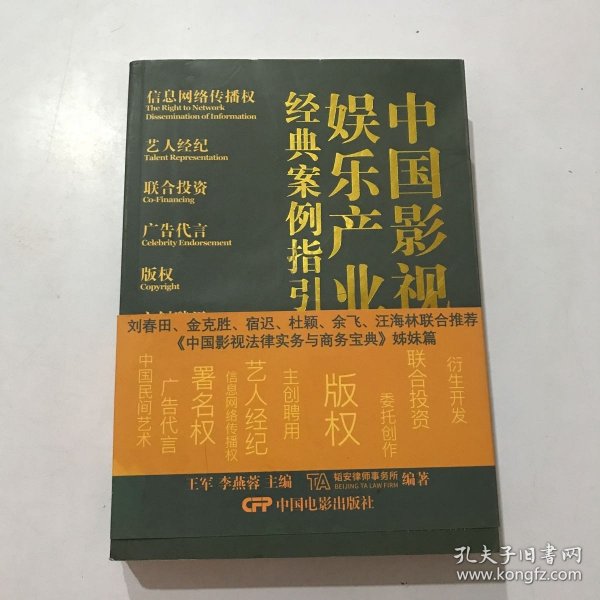 中国影视
娱乐产业
经典案例指引
信息网络传播权
The Right to Network
Dissemination of Information
艺人经纪
Talent Representation
联合投资
Co-Financing
广告代言
Celebrity Endorsement
版权
Copyright
刘春田、金克胜、宿迟、杜颖、余飞、汪海林联合推荐
《中国影视法律实务与商务宝典》姊妹篇
中国民间艺术
广告代言
署名权
信息网络传播权
艺人经纪
主创聘用
版权
委托创作
联合投资
衍生开发
王军 李燕蓉 主编
TA 韬安律师事务所 编著
BEIJING TA LAW FIRM
CFP 中国电影出版社
孔夫子旧书网
www.kongfz.com